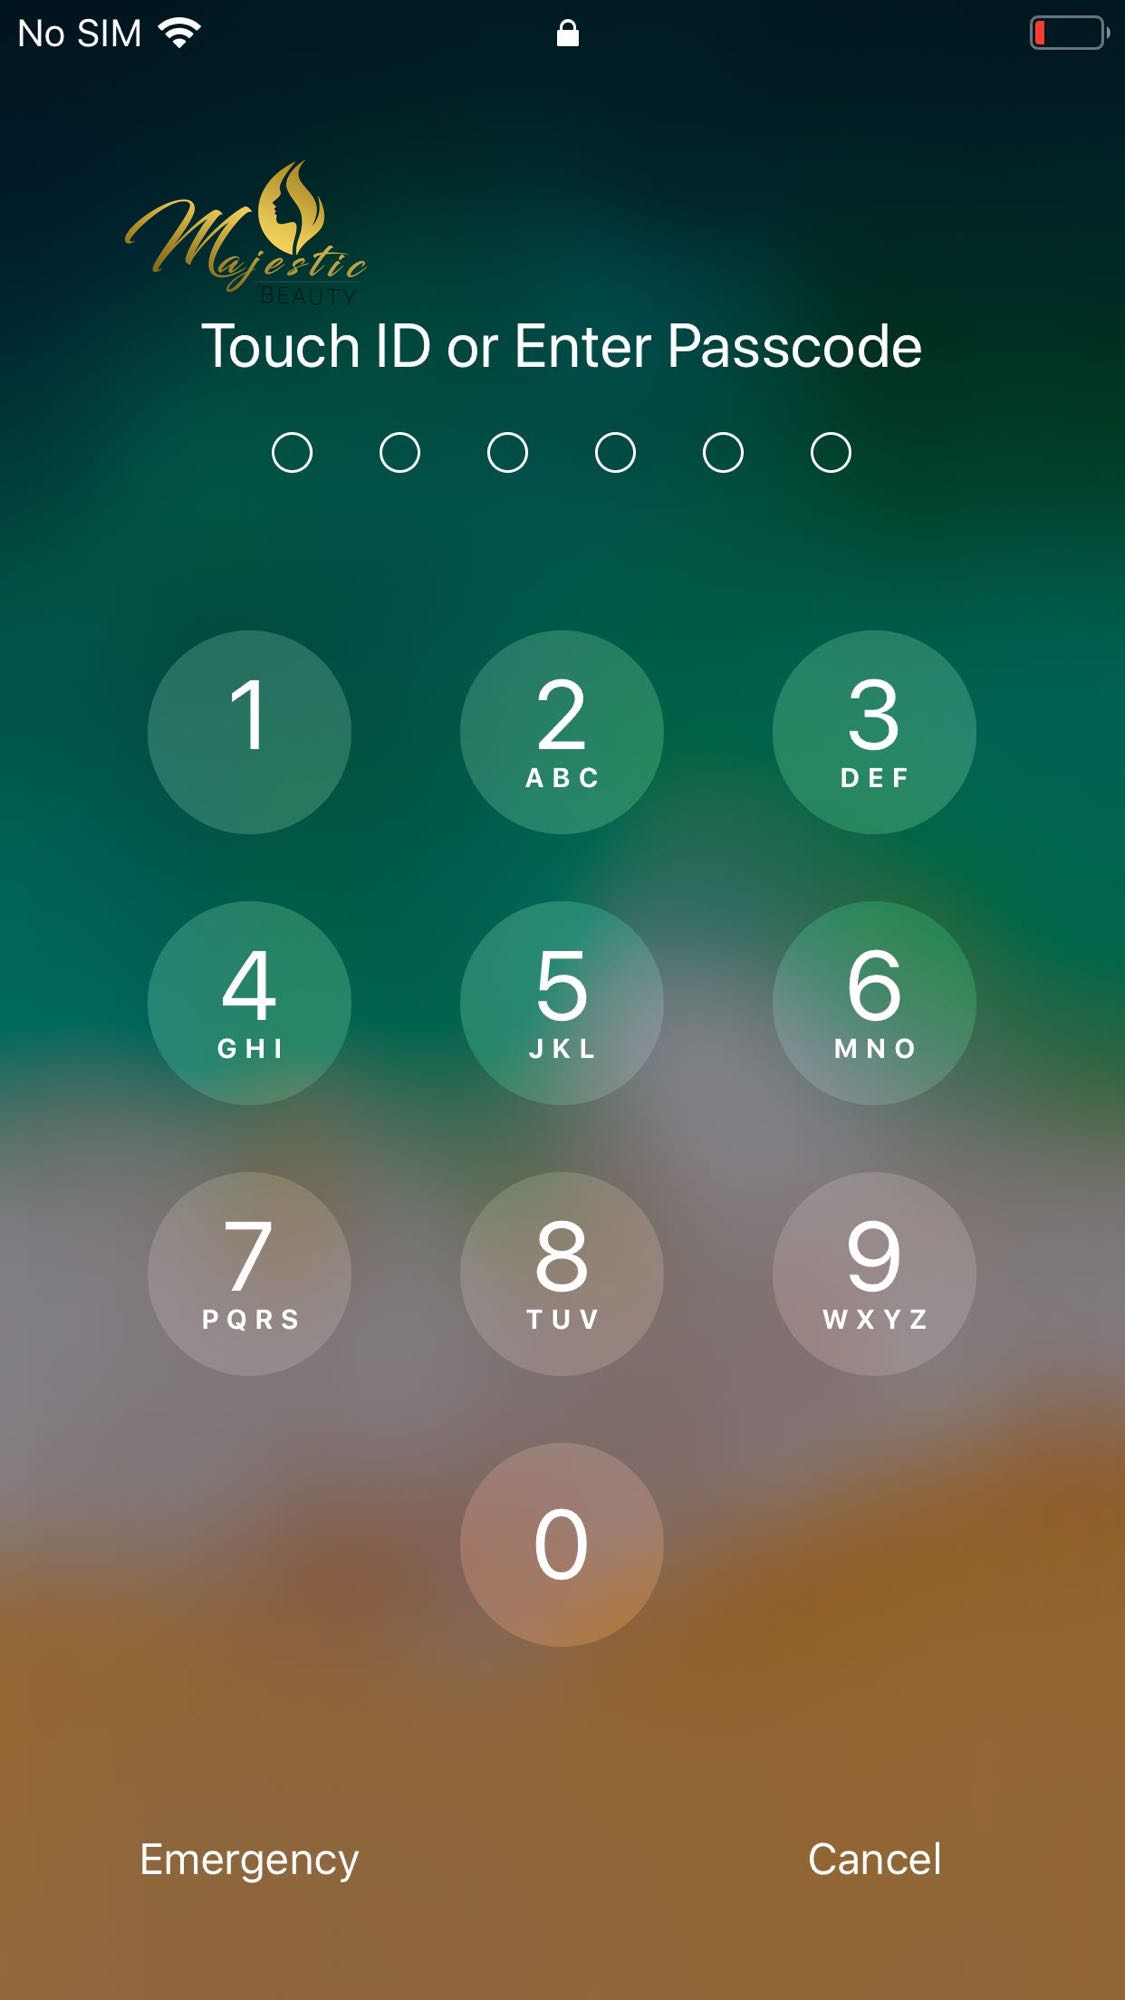 No SIM
Majestic
BEAUTY
Touch ID or Enter Passcode
1
2
ABC
3
DEF
4
GHI
5
JKL
6
MNO
7
PQRS
8
TUV
9
WXYZ
0
Emergency
Cancel